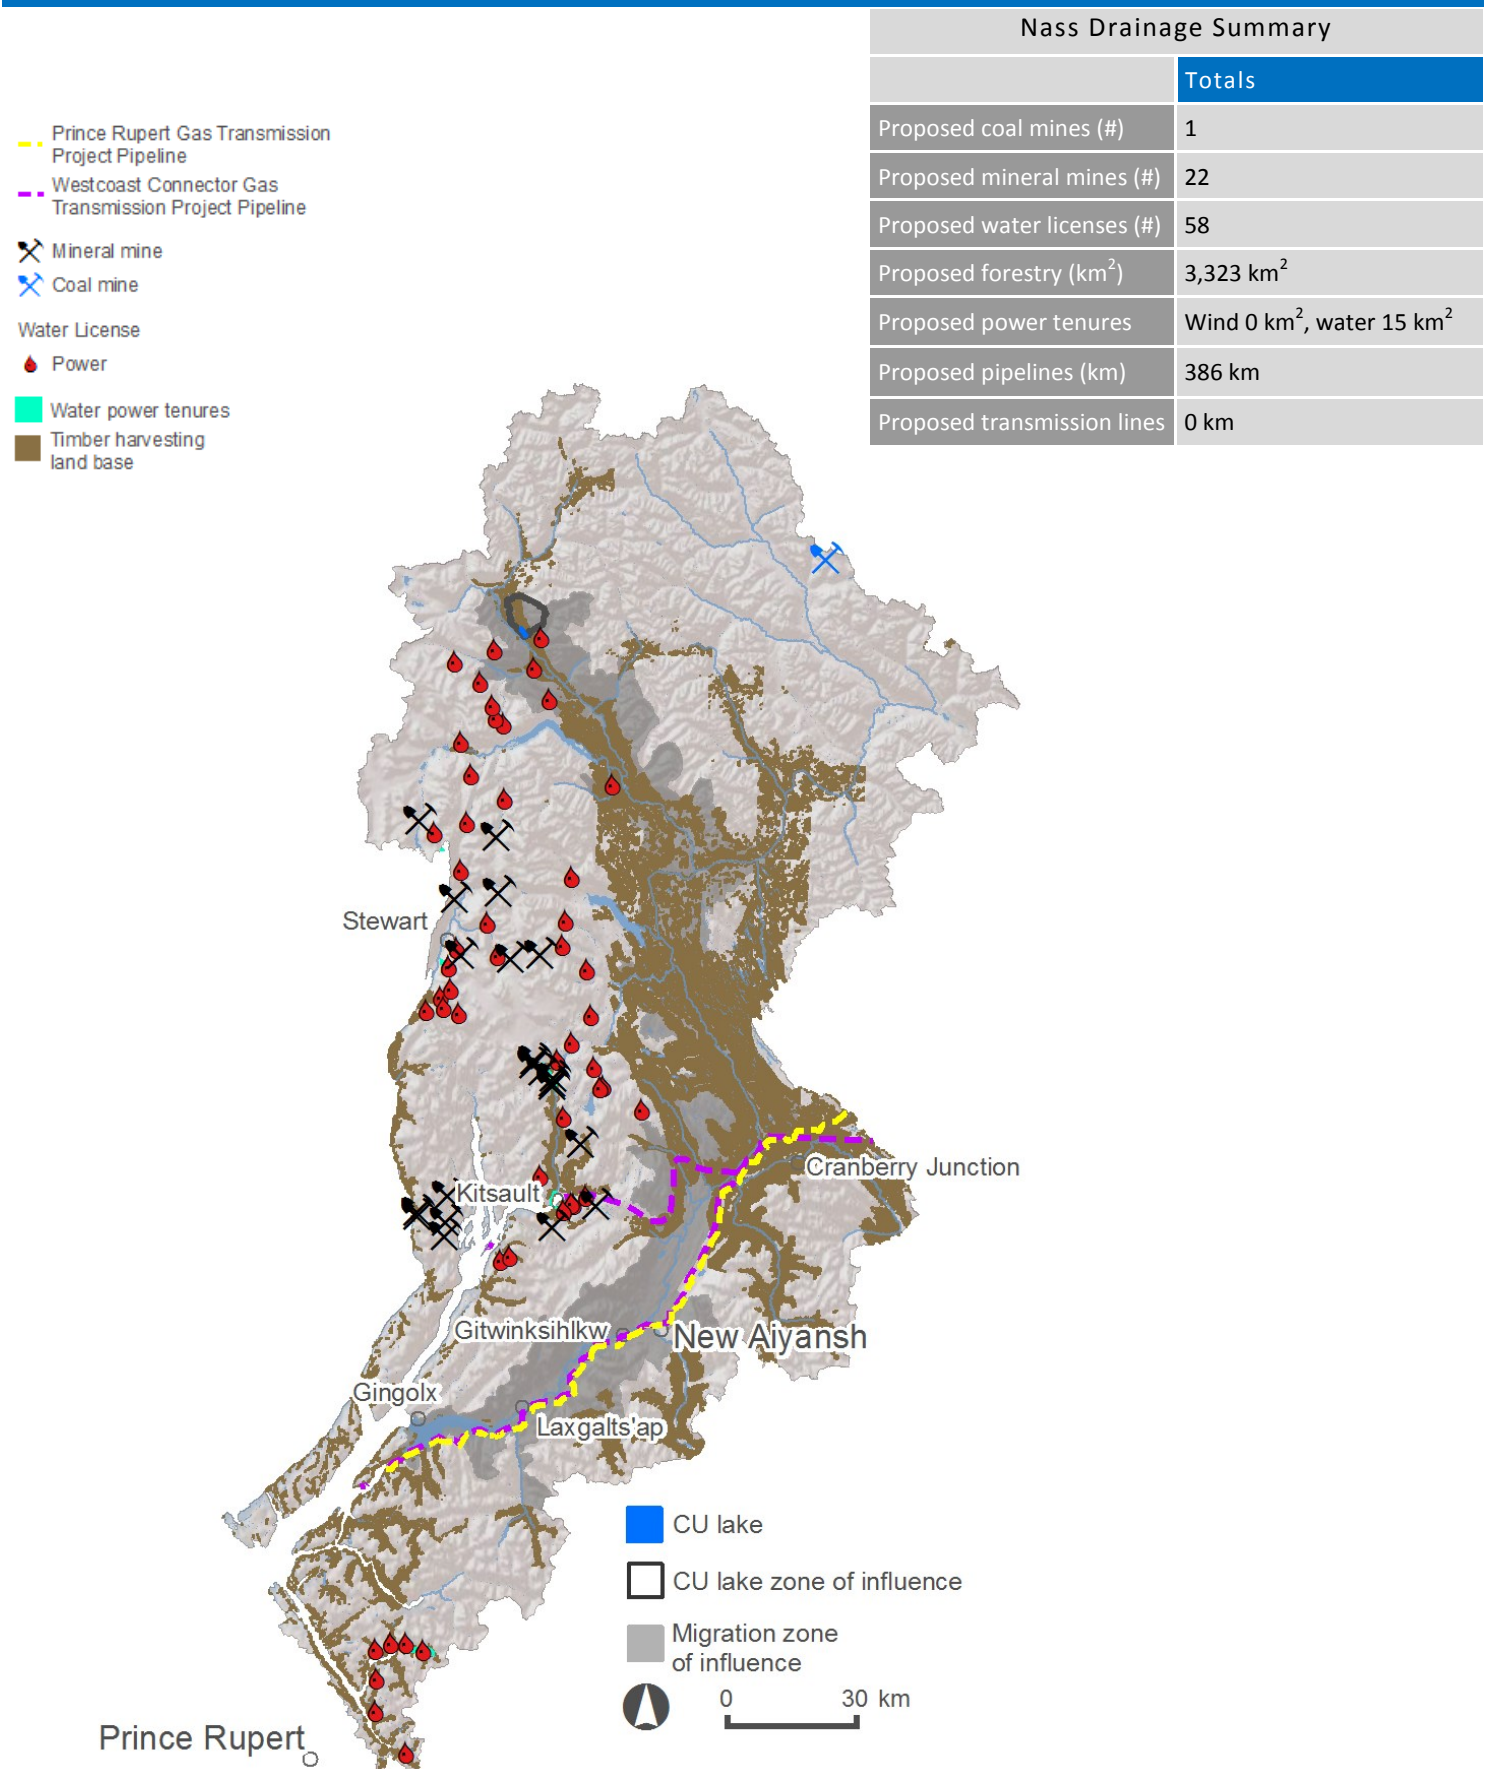 Nass Drainage Summary
Totals
Proposed coal mines (#) 1
Proposed mineral mines (#) 22
Proposed water licenses (#) 58
Proposed forestry (km²) 3,323 km²
Proposed power tenures Wind 0 km², water 15 km²
Proposed pipelines (km) 386 km
Proposed transmission lines 0 km
Prince Rupert Gas Transmission
Project Pipeline
Westcoast Connector Gas
Transmission Project Pipeline
Mineral mine
Coal mine
Water License
Power
Water power tenures
Timber harvesting
land base
Stewart
Cranberry Junction
Kitsault
Gitwinksihlkw
New Aiyansh
Gingolx
Laxgalts'ap
CU lake
CU lake zone of influence
Migration zone
of influence
0 30 km
Prince Rupert